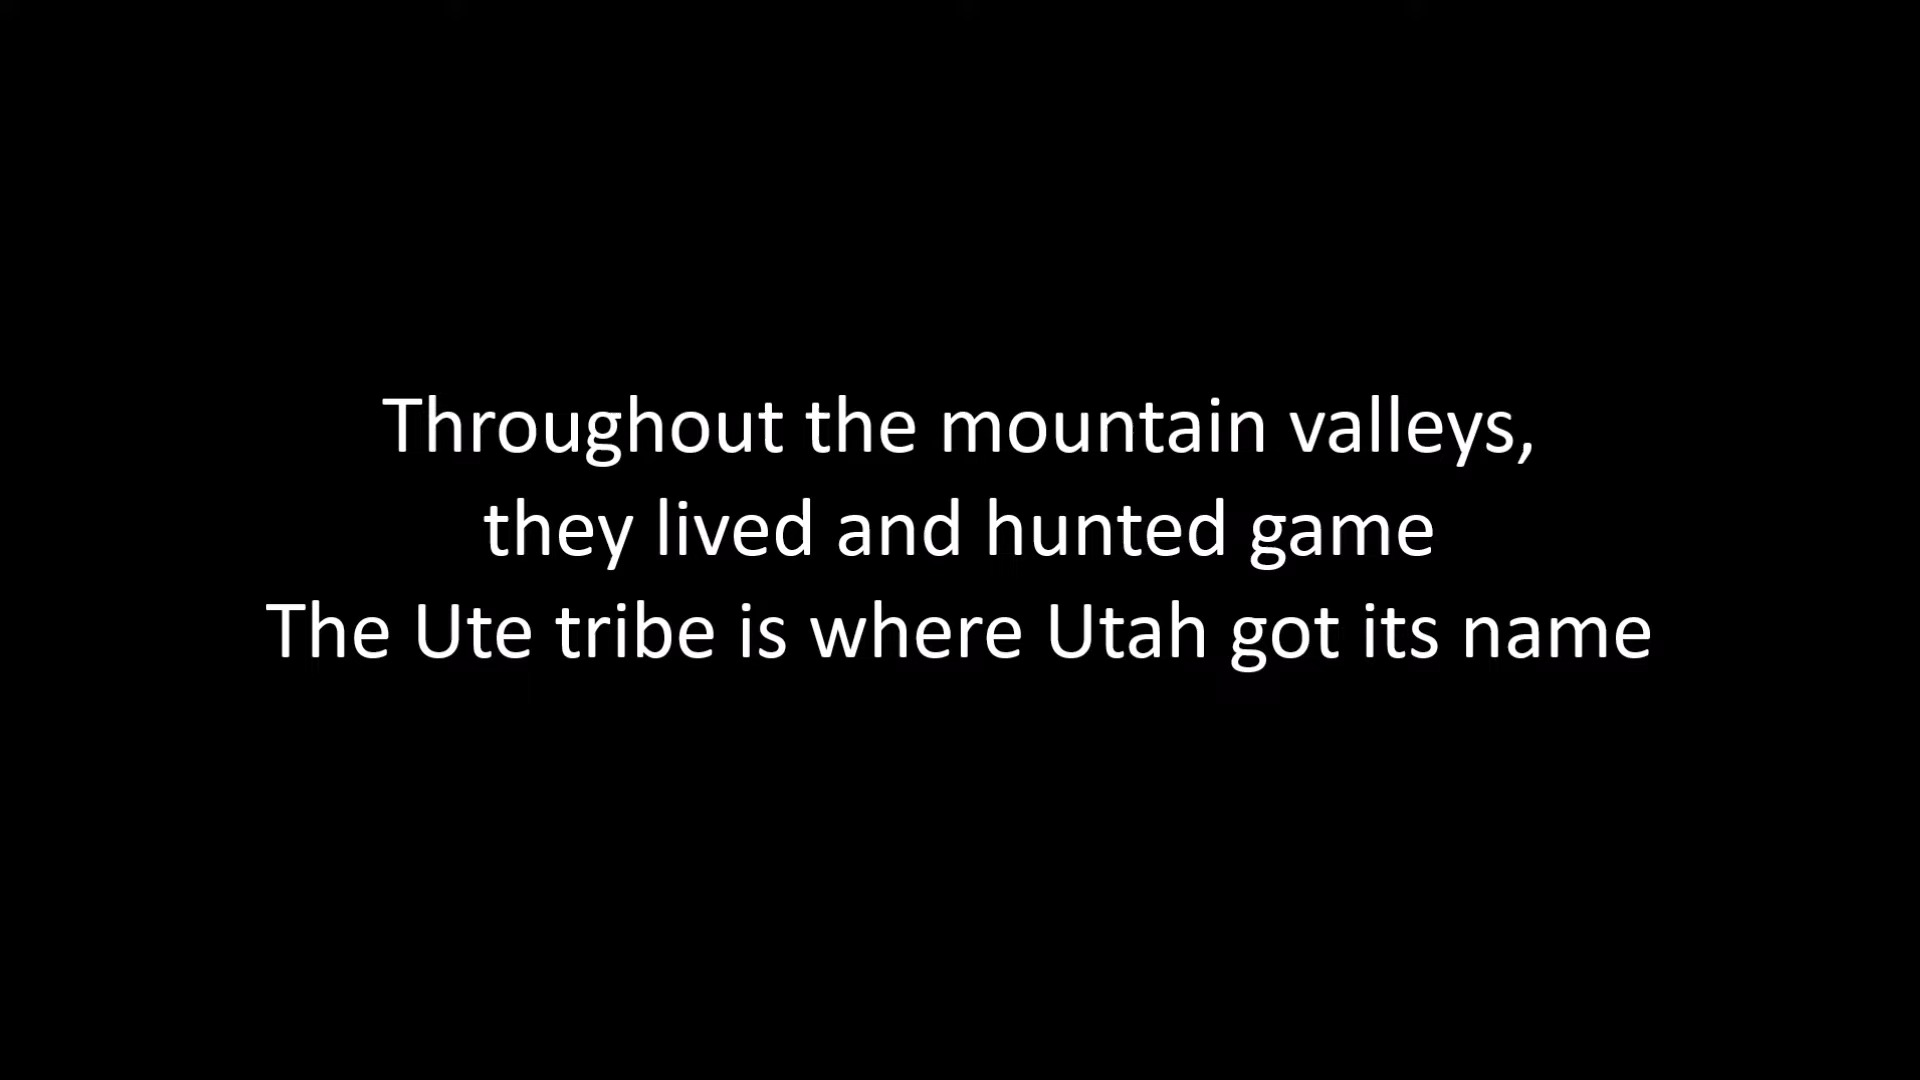 Throughout the mountain valleys,
they lived and hunted game
The Ute tribe is where Utah got its name